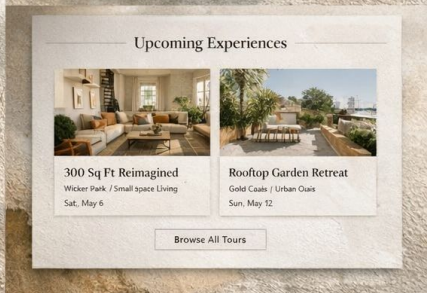 Upcoming Experiences
300 Sq Ft Reimagined
Wicker Park / Small Space Living
Sat, May 6
Rooftop Garden Retreat
Gold Coals / Urban Oasis
Sun, May 12
Browse All Tours